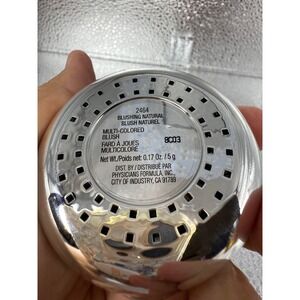 2464
BLUSHING NATURAL
BLUSH NATUREL
MULTI-COLORED
BLUSH
FARD À JOUES
MULTICOLORE
8C03
Net Wt./Poids net: 0.17 Oz. / 5 g
DIST. BY / DISTRIBUÉ PAR
PHYSICIANS FORMULA, INC.
CITY OF INDUSTRY, CA 91789